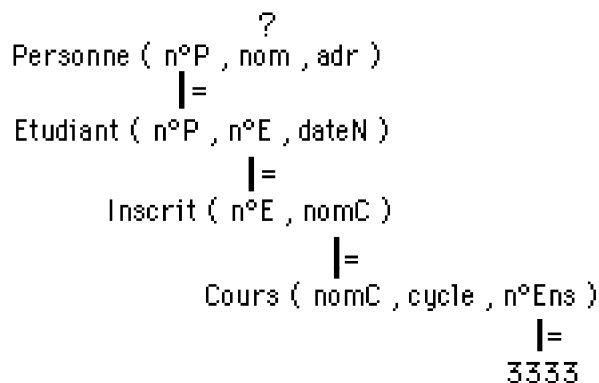 ?
Personne ( n°P , nom , adr )
=
Etudiant ( n°P , n°E , dateN )
=
Inscrit ( n°E , nomC )
=
Cours ( nomC , cycle , n°Ens )
=
3333